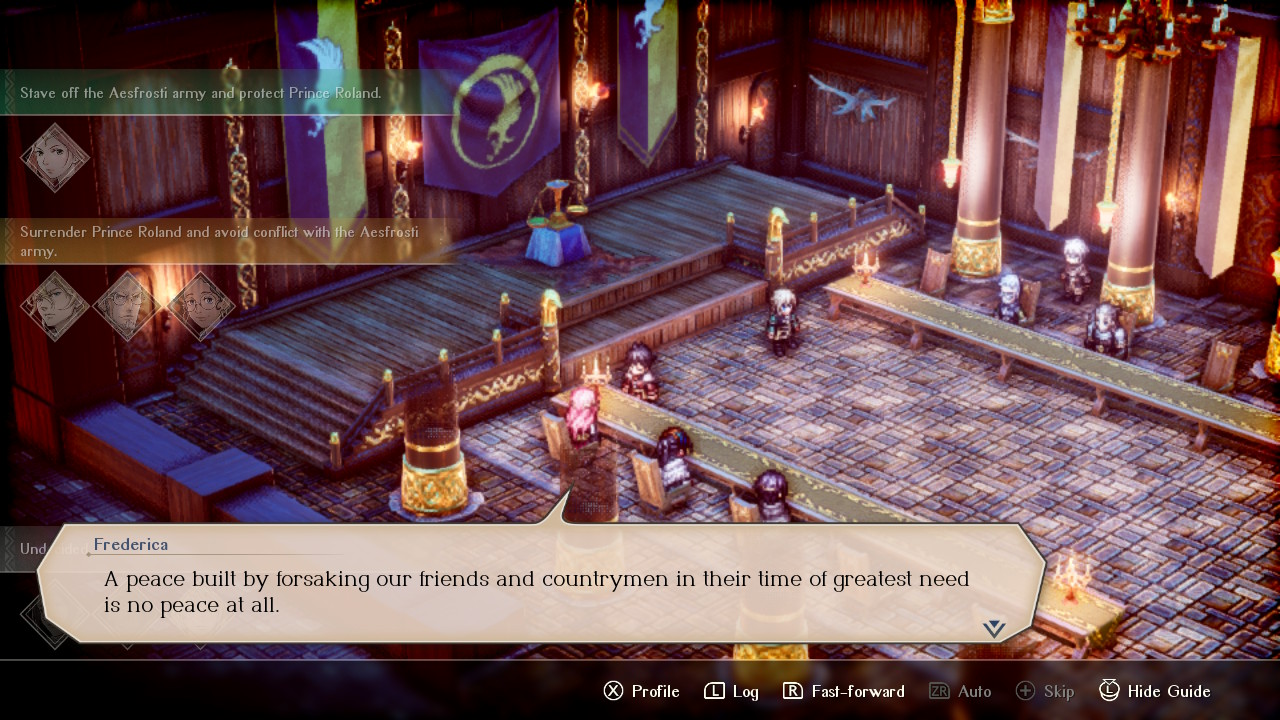 Stave off the Aesfrosti army and protect Prince Roland.
Surrender Prince Roland and avoid conflict with the Aesfrosti
army.
Frederica
A peace built by forsaking our friends and countrymen in their time of greatest need
is no peace at all.
X Profile
L Log
R Fast-forward
ZR Auto
+ Skip
L Hide Guide